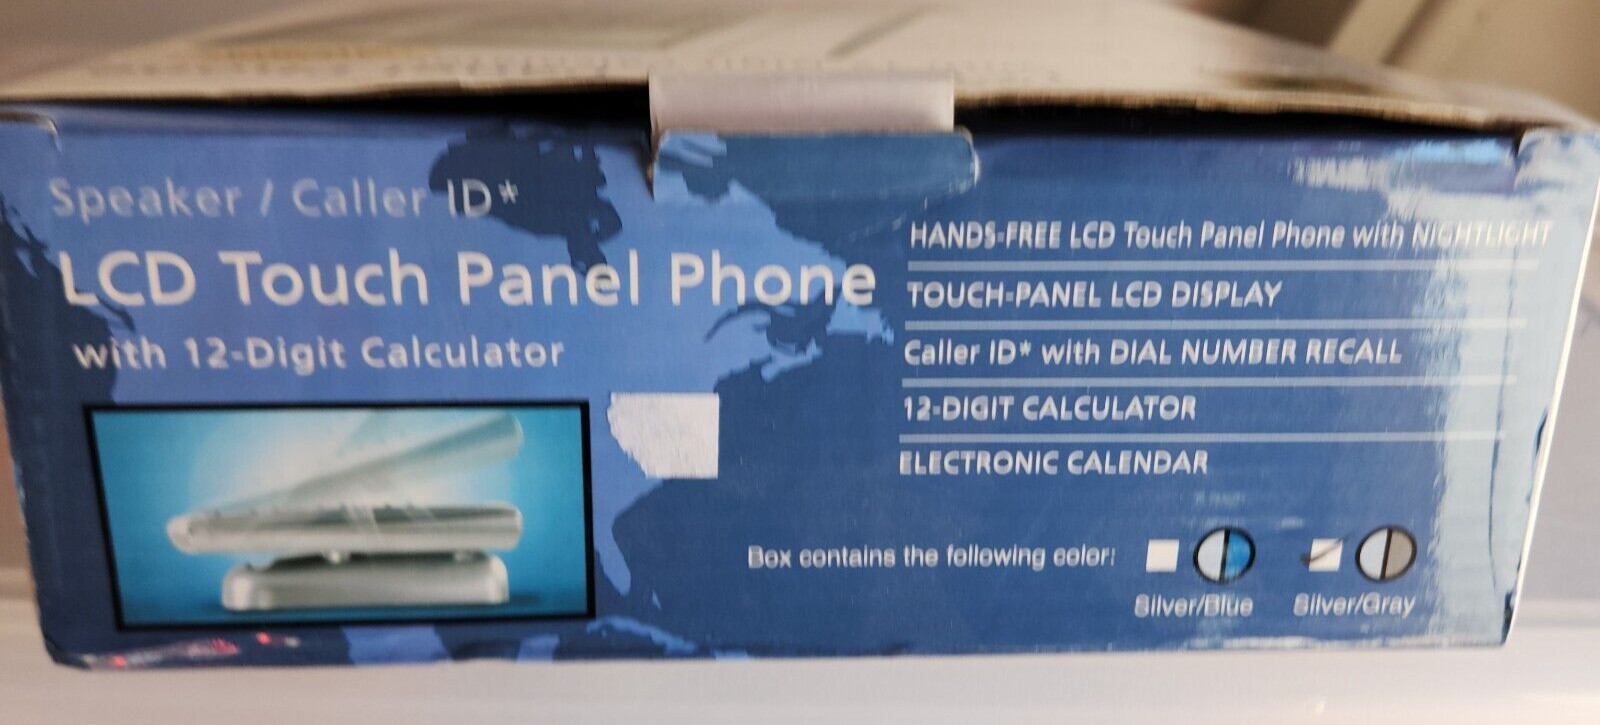 Speaker / Caller ID*
LCD Touch Panel Phone
with 12-Digit Calculator
HANDS-FREE LCD Touch Panel Phone with NIGHTLIGHT
TOUCH-PANEL LCD DISPLAY
Caller ID* with DIAL NUMBER RECALL
12-DIGIT CALCULATOR
ELECTRONIC CALENDAR
Box contains the following color:
Silver/Blue
Silver/Gray